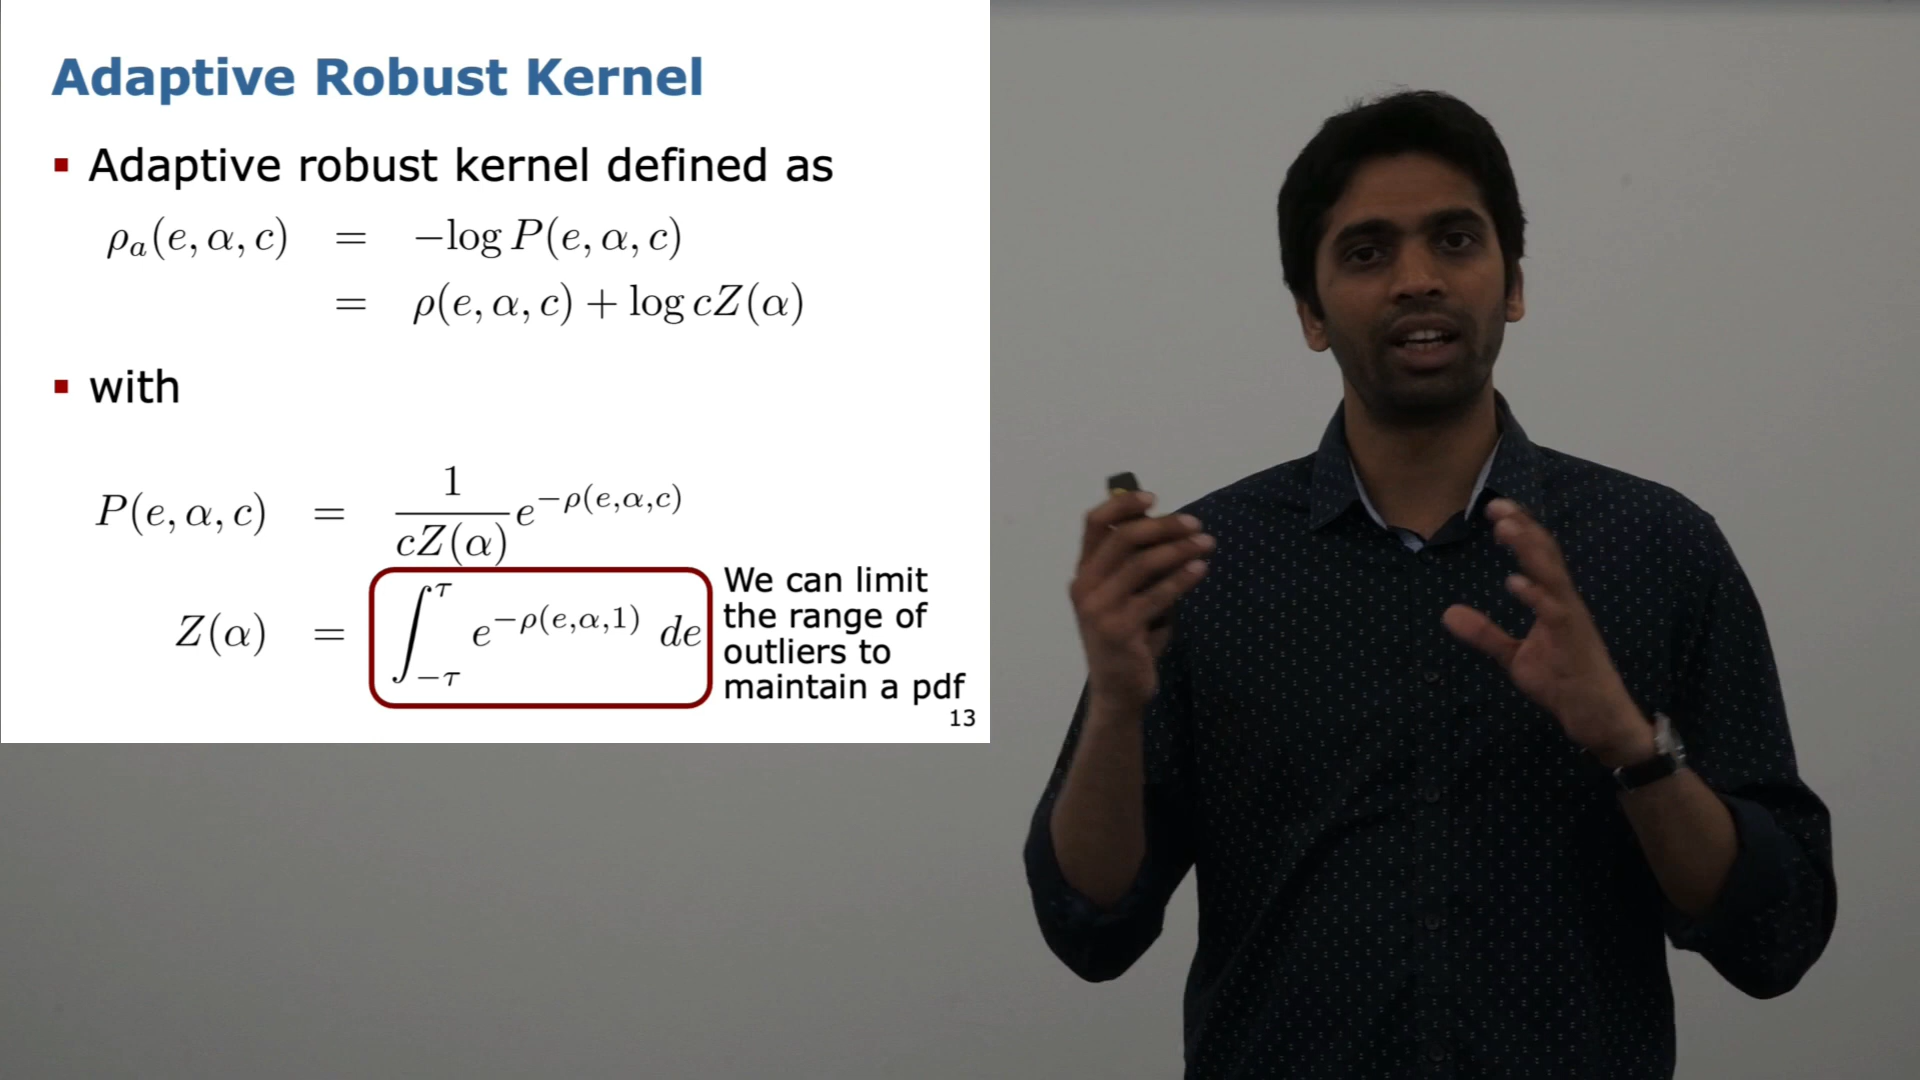 Adaptive Robust Kernel
▪ Adaptive robust kernel defined as
ρₐ(e, α, c) = −log P(e, α, c)
= ρ(e, α, c) + log cZ(α)
▪ with
P(e, α, c) = \frac{1}{cZ(α)} e^{−ρ(e,α,c)}
Z(α) = ∫_{−τ}^{τ} e^{−ρ(e,α,1)} de
We can limit
the range of
outliers to
maintain a pdf
13